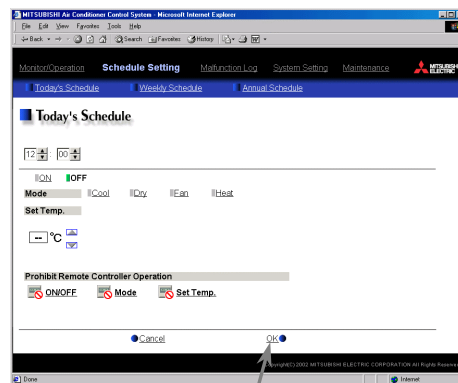 MITSUBISHI Air Conditioner Control System - Microsoft Internet Explorer
File Edit View Favorites Tools Help
Back Search Favorites History
Monitor/Operation Schedule Setting Malfunction Log System Setting Maintenance MITSUBISHI ELECTRIC
Today's Schedule Weekly Schedule Annual Schedule
Today's Schedule
12 : 00
ON OFF
Mode Cool Dry Fan Heat
Set Temp.
-- °C
Prohibit Remote Controller Operation
ON/OFF Mode Set Temp.
Cancel OK
2002 MITSUBISHI ELECTRIC CORPORATION All Rights
Done Internet